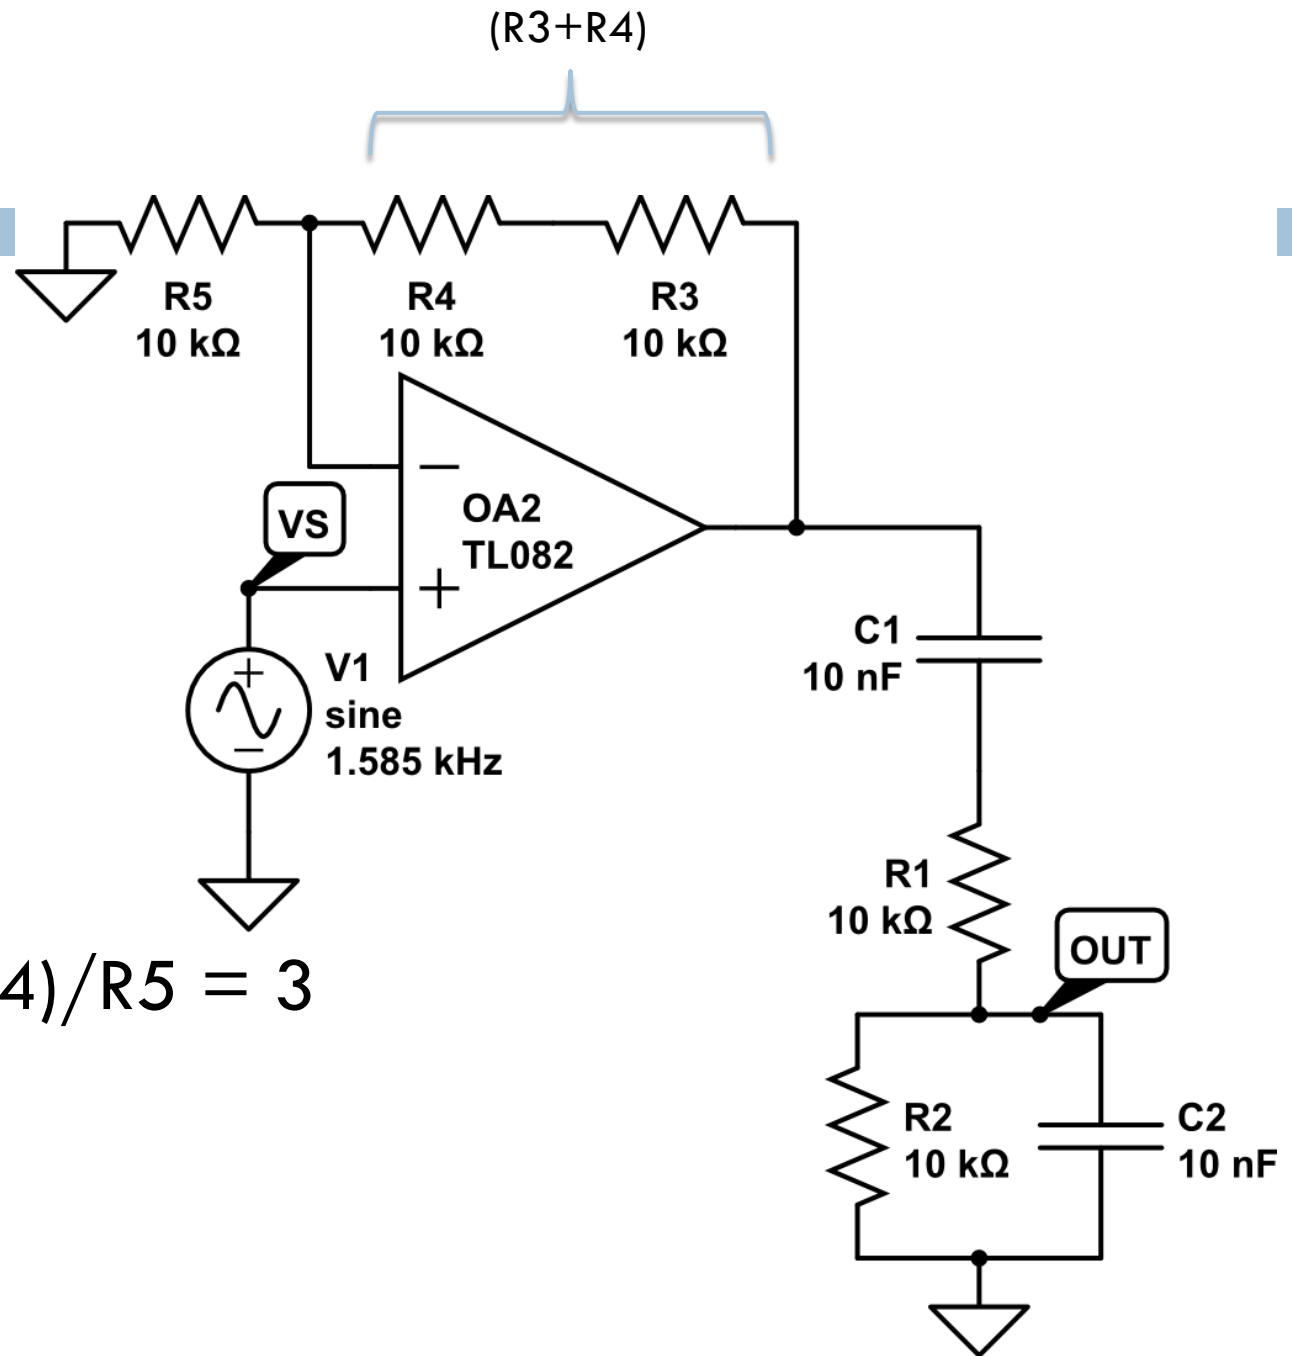 (R3+R4)
R5
10 kΩ
R4
10 kΩ
R3
10 kΩ
VS
OA2
TL082
V1
sine
1.585 kHz
C1
10 nF
R1
10 kΩ
OUT
4)/R5 = 3
R2
10 kΩ
C2
10 nF